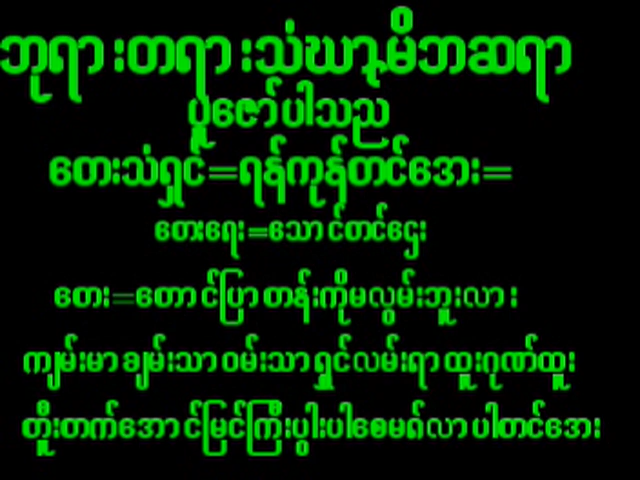 ဘုရား တရား သံဃာ့မိဘဆရာ
ပူဇော်ပါသည်
တေးသံရှင်=ရန်ကုန်တင်အေး=
တေးရေး=သောင်တင်ဌေး
တေး=တောင်ပြာတန်းကိုမလွမ်းဘူးလား
ကျမ်းမာချမ်းသာ ဝမ်းသာရှူင်လမ်းရာထူးဂုဏ်ထူး
တိူးတက်အောင်မြင်ကြီးပွါးပါစေမဂ်လာပါတင်အေး